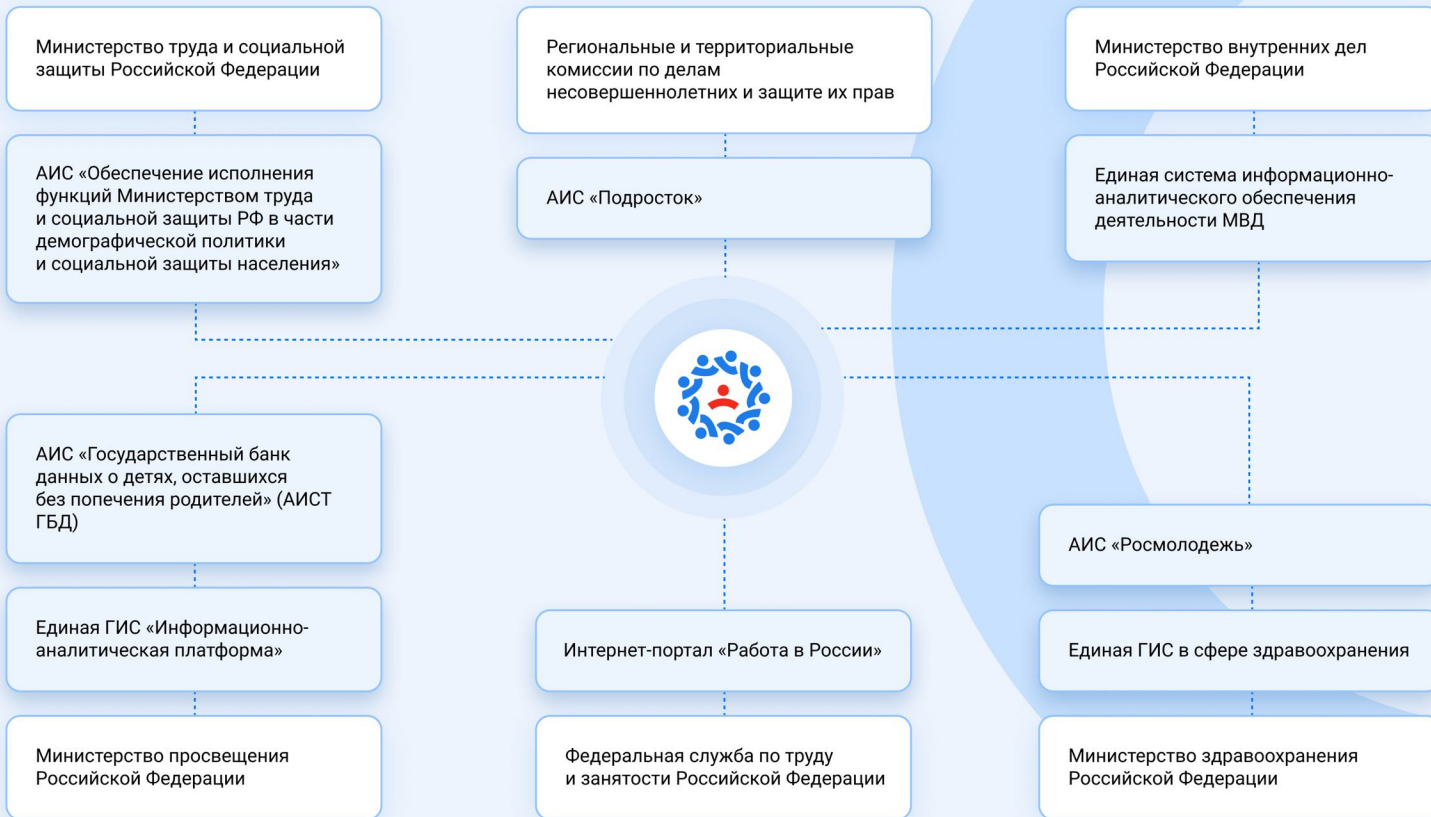 Министерство труда и социальной
защиты Российской Федерации
АИС «Обеспечение исполнения
функций Министерством труда
и социальной защиты РФ в части
демографической политики
и социальной защиты населения»
Региональные и территориальные
комиссии по делам
несовершеннолетних и защите их прав
АИС «Подросток»
Министерство внутренних дел
Российской Федерации
Единая система информационно-
аналитического обеспечения
деятельности МВД
АИС «Государственный банк
данных о детях, оставшихся
без попечения родителей» (АИСТ
ГБД)
Единая ГИС «Информационно-
аналитическая платформа»
Министерство просвещения
Российской Федерации
Интернет-портал «Работа в России»
Федеральная служба по труду
и занятости Российской Федерации
АИС «Росмолодежь»
Единая ГИС в сфере здравоохранения
Министерство здравоохранения
Российской Федерации